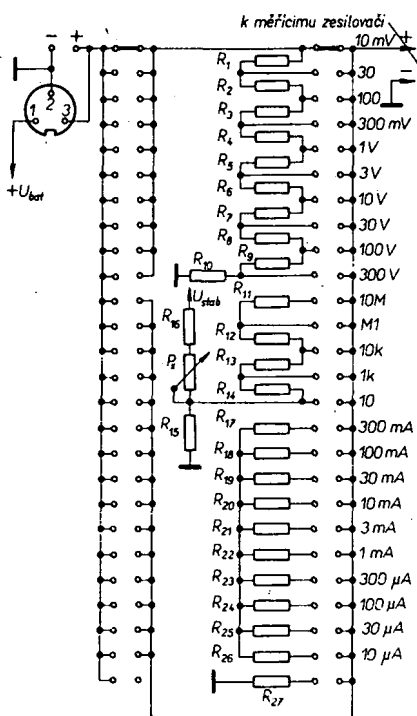 k měřicimu zesilovači
- +
10 mV +
-
R1
30
R2
100
2
1 3
R3
300 mV
R4
1 V
+Ubat
R5
3 V
R6
10 V
R7
30 V
R8
100 V
R9
R10
300 V
R11
Ustab
10M
R16
M1
R12
10k
R13
1k
R14
10
R15
R17
300 mA
R18
100 mA
R19
30 mA
R20
10 mA
R21
3 mA
R22
1 mA
R23
300 µA
R24
100 µA
R25
30 µA
R26
10 µA
R27